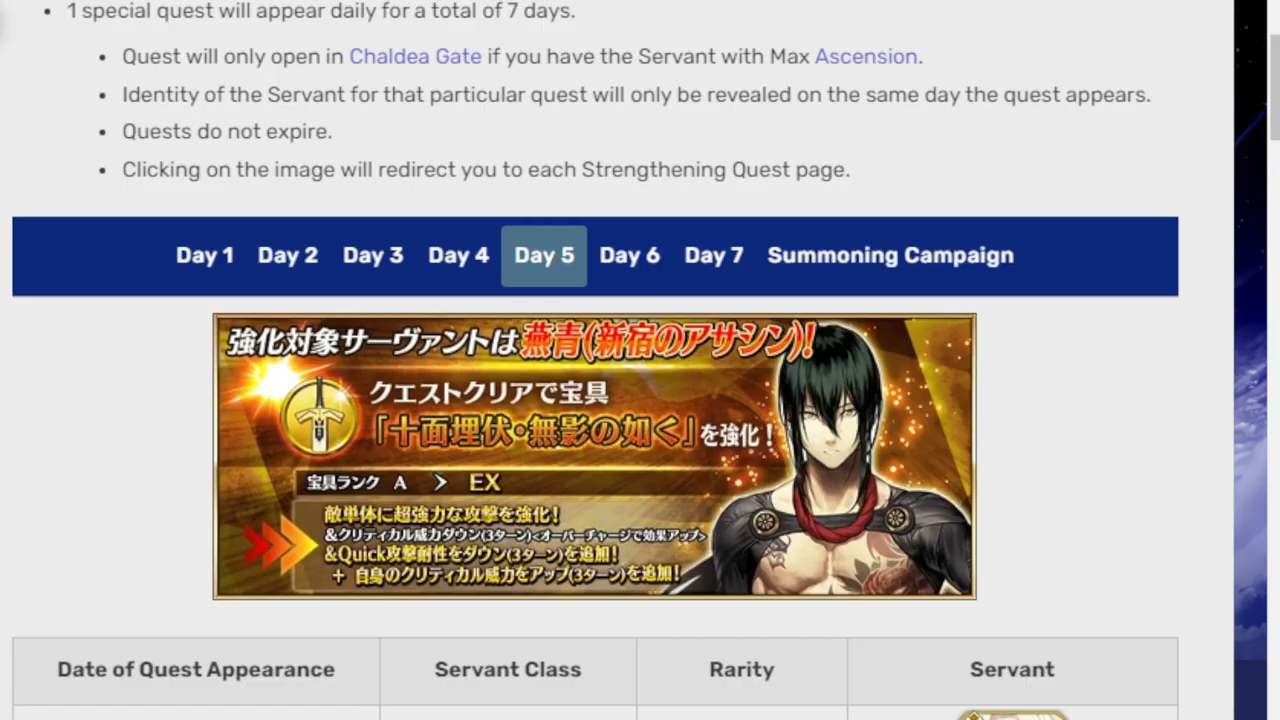 1 special quest will appear daily for a total of 7 days.
Quest will only open in Chaldea Gate if you have the Servant with Max Ascension.
Identity of the Servant for that particular quest will only be revealed on the same day the quest appears.
Quests do not expire.
Clicking on the image will redirect you to each Strengthening Quest page.
Day 1 Day 2 Day 3 Day 4 Day 5 Day 6 Day 7 Summoning Campaign
強化対象サーヴァントは燕青(新宿のアサシン)!
クエストクリアで宝具
「十面埋伏・無影の如く」を強化!
宝具ランク A > EX
敵単体に超強力な攻撃を強化!
&クリティカル威力ダウン(3ターン)<オーバーチャージで効果アップ>
&Quick攻撃耐性をダウン(3ターン)を追加!
+ 自身のクリティカル威力をアップ(3ターン)を追加!
Date of Quest Appearance Servant Class Rarity Servant